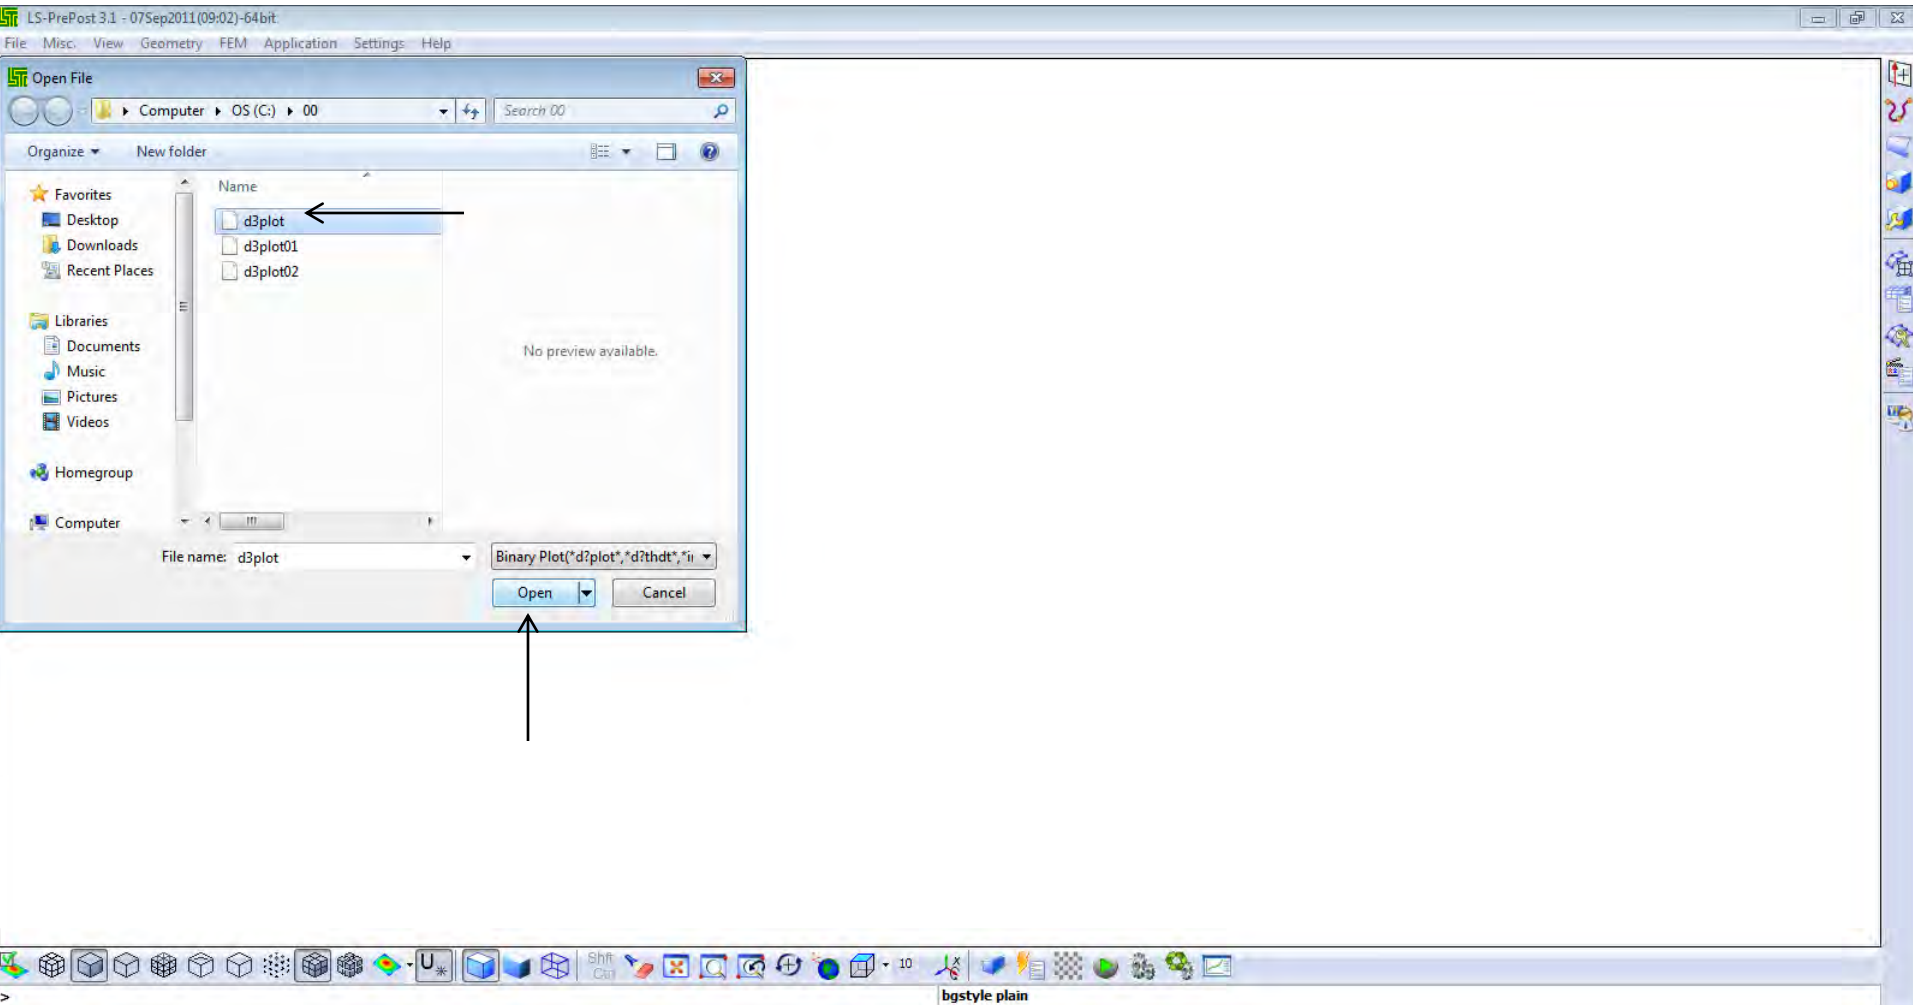 LS-PrePost 3.1 - 07Sep2011(09:02)-64bit
File Misc. View Geometry FEM Application Settings Help
Open File
Computer OS (C:) 00 Search 00
Organize New folder
Name
Favorites
Desktop
Downloads
Recent Places
Libraries
Documents
Music
Pictures
Videos
Homegroup
Computer
d3plot
d3plot01
d3plot02
No preview available.
File name: d3plot Binary Plot(*d?plot*,*d?thdt*,*i
Open Cancel
Shft
Ctrl
10
> bgstyle plain